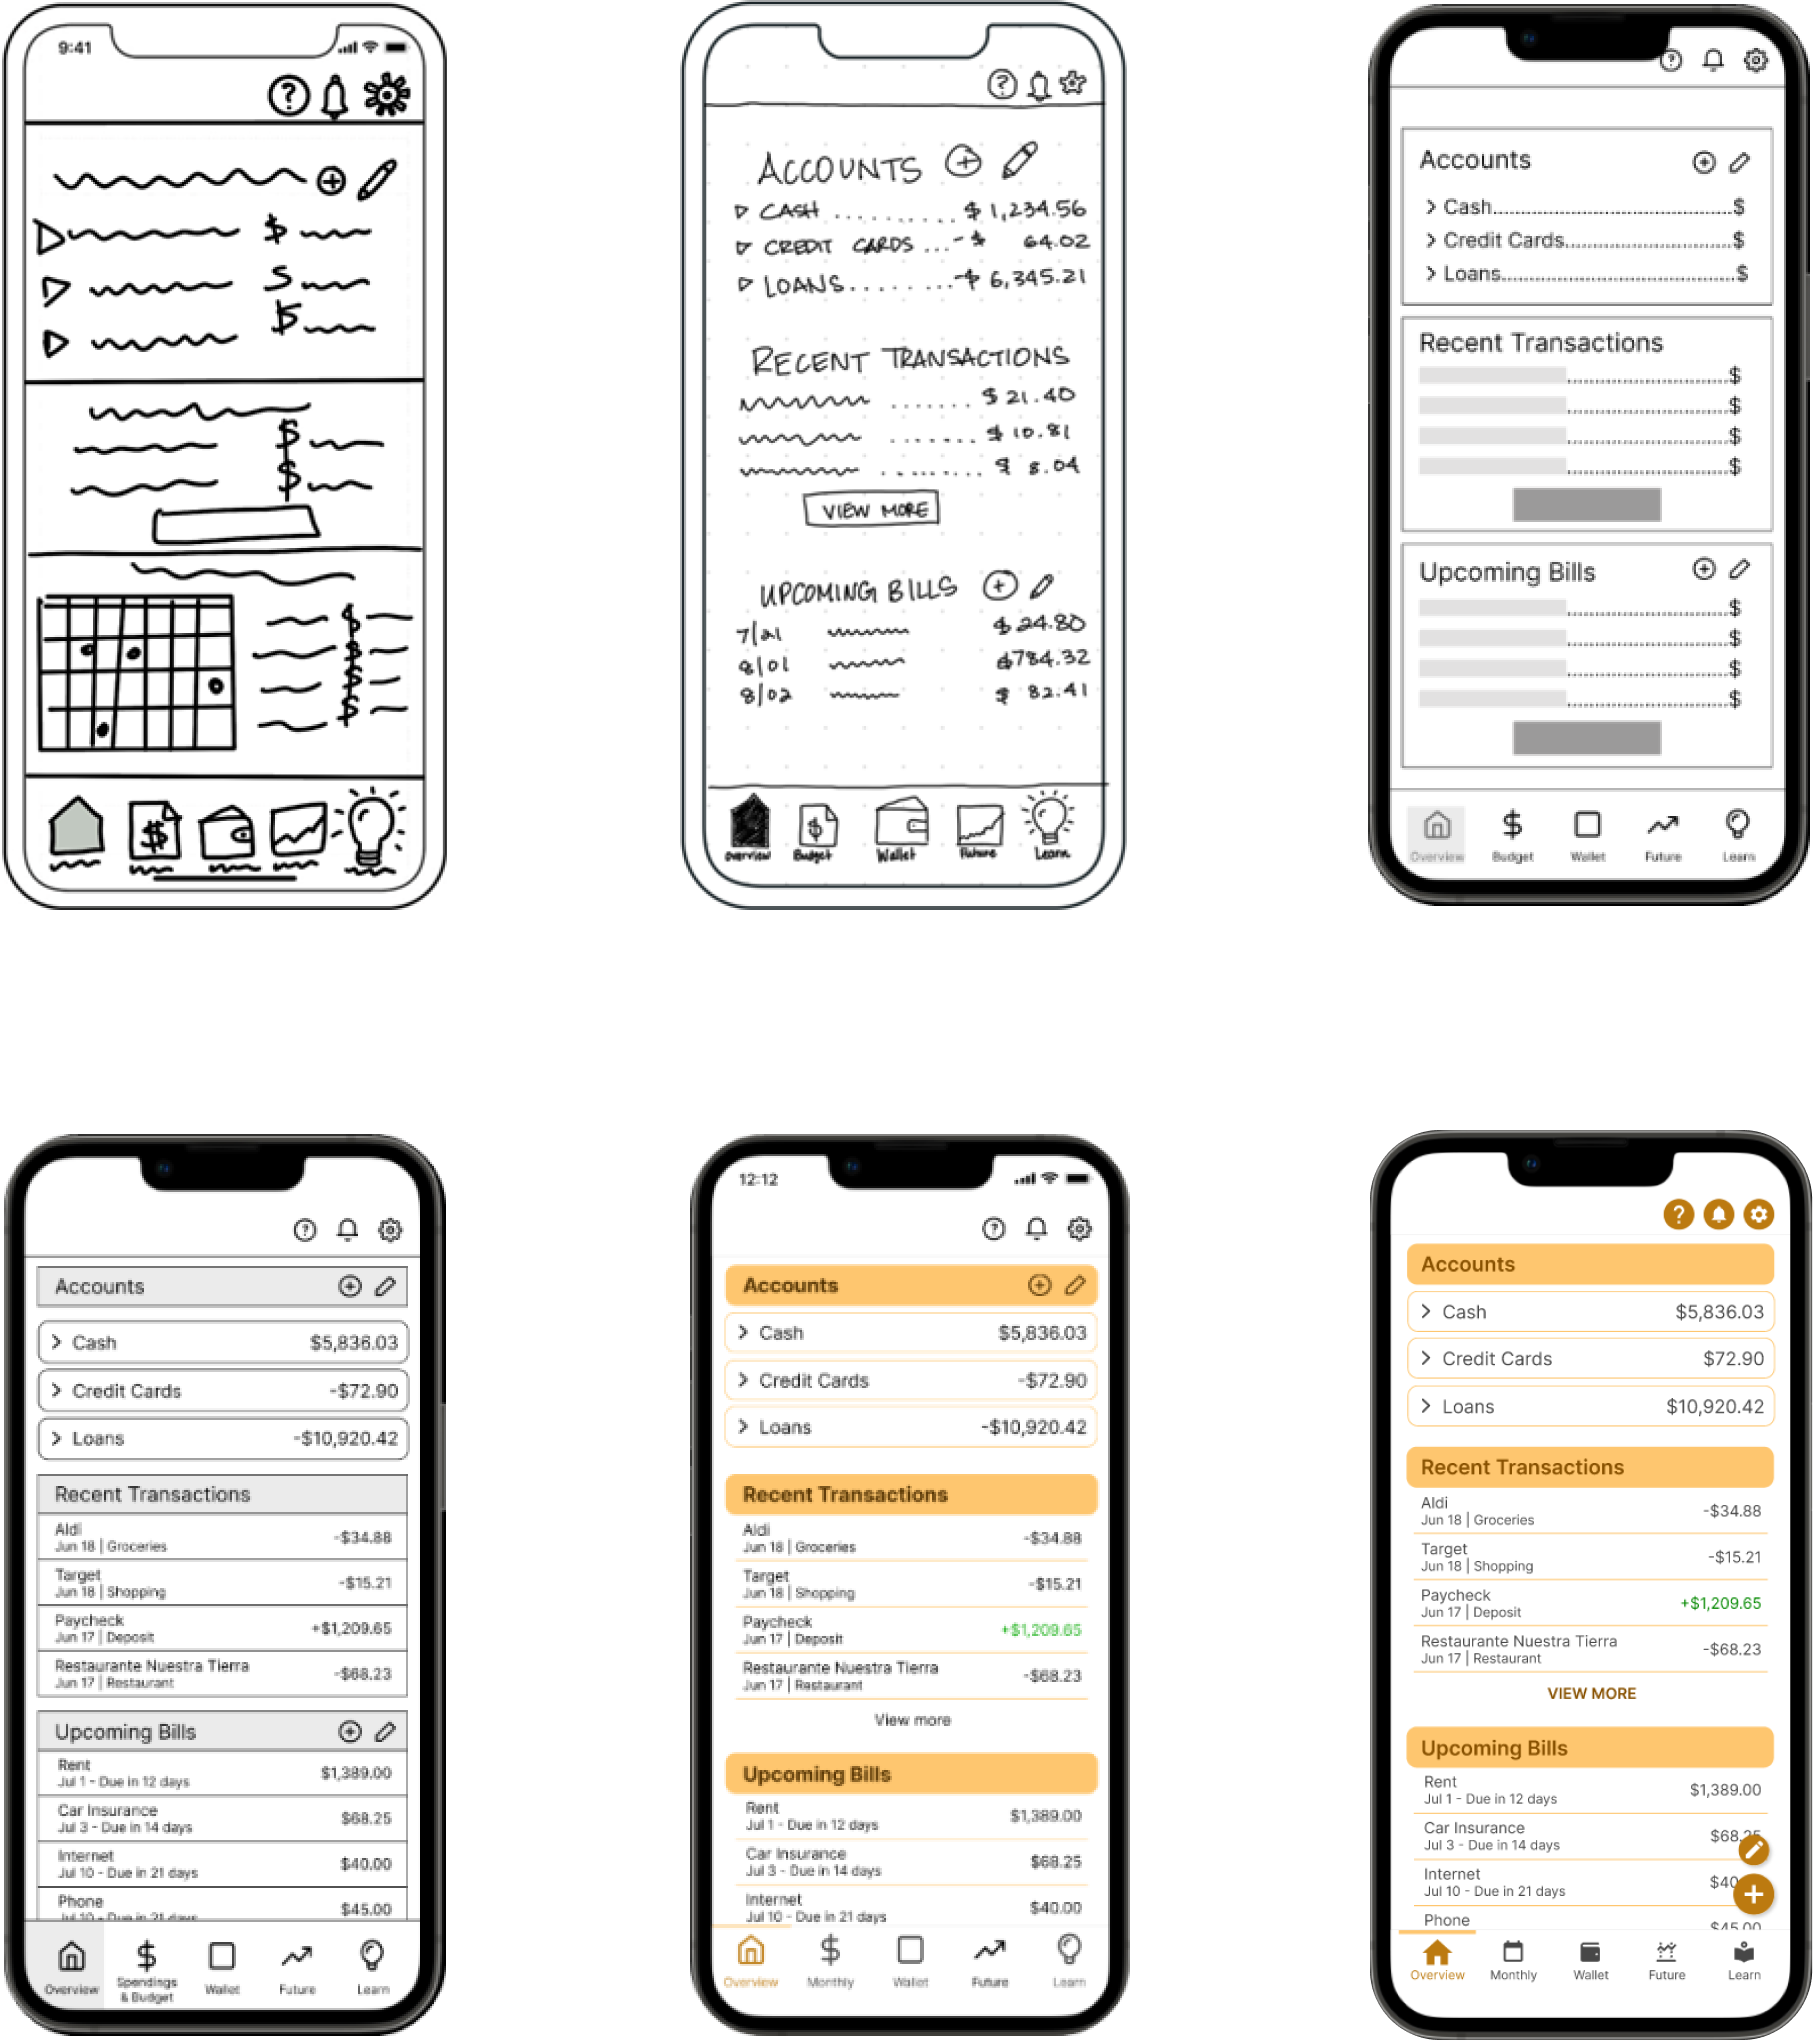 9:41
?
$
$
$
$
$
$
$
$
$
$
?
ACCOUNTS
CASH .......... $ 1,234.56
CREDIT CARDS ... -$ 64.02
LOANS ........ -$ 6,345.21
RECENT TRANSACTIONS
....... $ 21.40
....... $ 10.81
......... $ 8.04
VIEW MORE
UPCOMING BILLS
7/21 $24.80
8/01 $784.32
8/02 $ 82.41
$
Overview Budget Wallet Future Learn
?
Accounts
Cash $
Credit Cards $
Loans $
Recent Transactions
$
$
$
$
Upcoming Bills
$
$
$
$
$
Overview Budget Wallet Future Learn
?
Accounts
Cash $5,836.03
Credit Cards -$72.90
Loans -$10,920.42
Recent Transactions
Aldi
Jun 18 | Groceries -$34.88
Target
Jun 18 | Shopping -$15.21
Paycheck
Jun 17 | Deposit +$1,209.65
Restaurante Nuestra Tierra
Jun 17 | Restaurant -$68.23
Upcoming Bills
Rent
Jul 1 - Due in 12 days $1,389.00
Car Insurance
Jul 3 - Due in 14 days $68.25
Internet
Jul 10 - Due in 21 days $40.00
Phone
Jul 10 - Due in 21 days $45.00
$
Overview Spendings & Budget Wallet Future Learn
12:12
?
Accounts
Cash $5,836.03
Credit Cards -$72.90
Loans -$10,920.42
Recent Transactions
Aldi
Jun 18 | Groceries -$34.88
Target
Jun 18 | Shopping -$15.21
Paycheck
Jun 17 | Deposit +$1,209.65
Restaurante Nuestra Tierra
Jun 17 | Restaurant -$68.23
View more
Upcoming Bills
Rent
Jul 1 - Due in 12 days $1,389.00
Car Insurance
Jul 3 - Due in 14 days $68.25
Internet
Jul 10 - Due in 21 days $40.00
$
Overview Monthly Wallet Future Learn
?
Accounts
Cash $5,836.03
Credit Cards $72.90
Loans $10,920.42
Recent Transactions
Aldi
Jun 18 | Groceries -$34.88
Target
Jun 18 | Shopping -$15.21
Paycheck
Jun 17 | Deposit +$1,209.65
Restaurante Nuestra Tierra
Jun 17 | Restaurant -$68.23
VIEW MORE
Upcoming Bills
Rent
Jul 1 - Due in 12 days $1,389.00
Car Insurance
Jul 3 - Due in 14 days
Internet
Jul 10 - Due in 21 days
Phone $45.00
Overview Monthly Wallet Future Learn